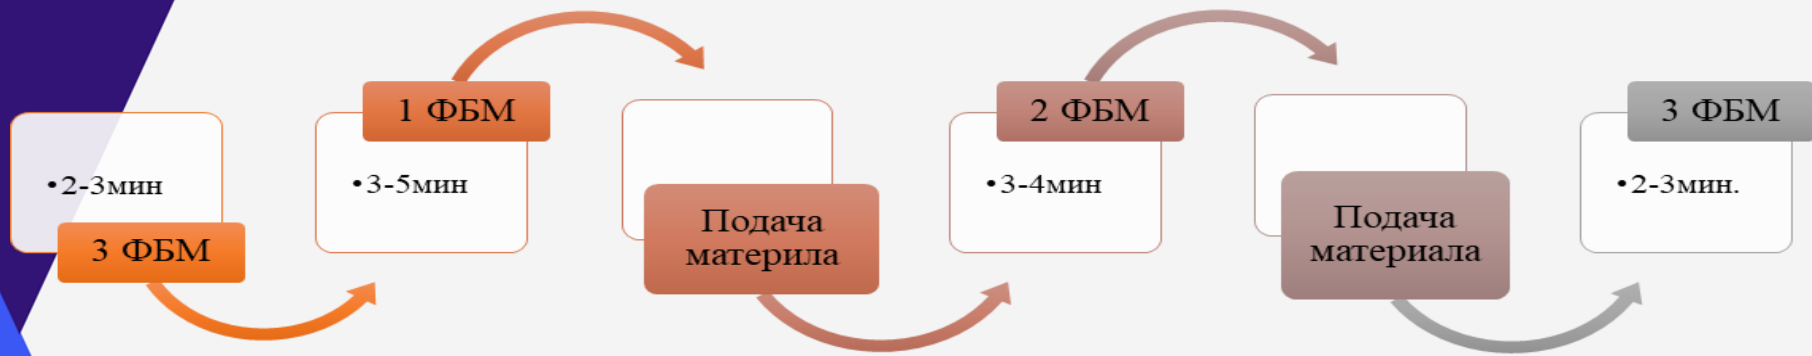 •2-3мин
3 ФБМ
1 ФБМ
•3-5мин
Подача
материла
2 ФБМ
•3-4мин
Подача
материала
3 ФБМ
•2-3мин.